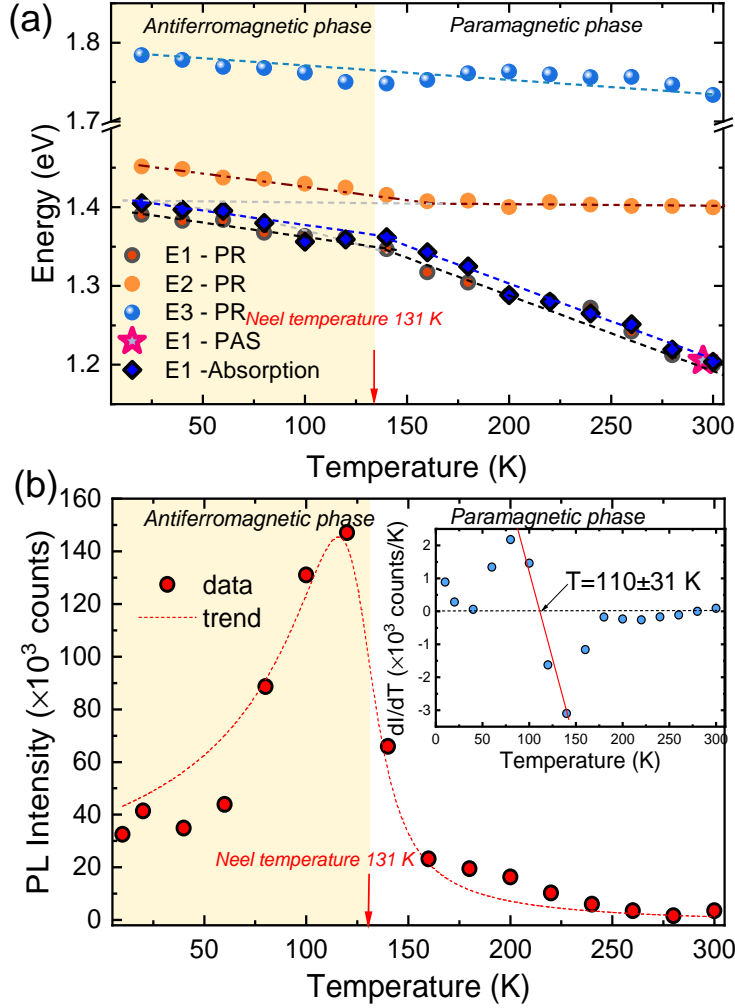 (a)
Antiferromagnetic phase Paramagnetic phase
1.8
1.7
1.4
1.3
1.2
Energy (eV)
E1 - PR
E2 - PR
E3 - PR
E1 - PAS
E1 -Absorption
Neel temperature 131 K
50 100 150 200 250 300
Temperature (K)
(b)
Antiferromagnetic phase Paramagnetic phase
160
140
120
100
80
60
40
20
0
PL Intensity (×10³ counts)
data
trend
Neel temperature 131 K
50 100 150 200 250 300
Temperature (K)
2
1
0
-1
-2
-3
dI/dT (×10³ counts/K)
T=110±31 K
0 50 100 150 200 250 300
Temperature (K)